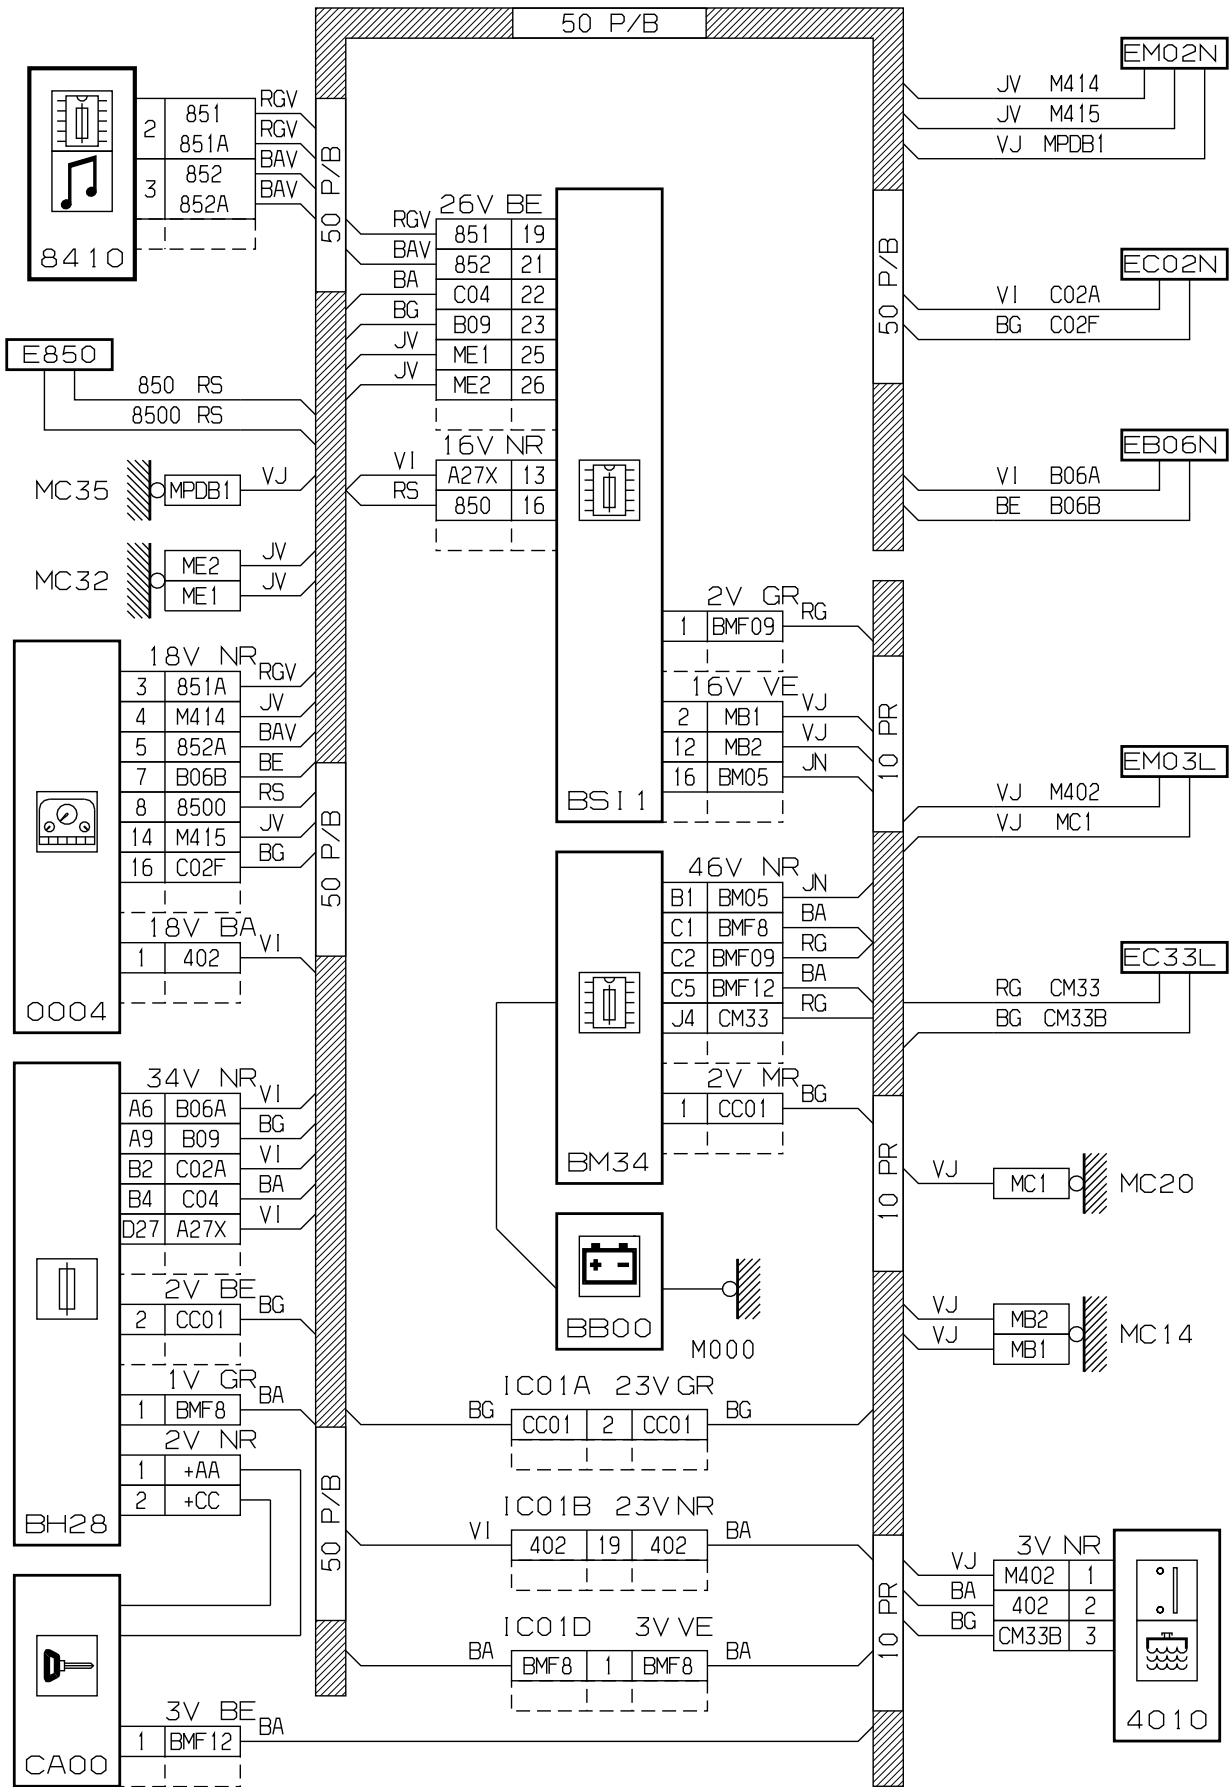 50 P/B
EM02N
JV M414
JV M415
VJ MPDB1
8410
2 851 RGV
851A RGV
3 852 BAV
852A BAV
50 P/B
26V BE
RGV 851 19
BAV 852 21
BA C04 22
BG B09 23
JV ME1 25
JV ME2 26
16V NR
VI A27X 13
RS 850 16
50 P/B
EC02N
VI C02A
BG C02F
E850
850 RS
8500 RS
EB06N
VI B06A
BE B06B
MC35 MPDB1 VJ
MC32 ME2 JV
ME1 JV
2V GR
1 BMF09 RG
16V VE
2 MB1 VJ
12 MB2 VJ
16 BM05 JN
BSI1
10 PR
18V NR
3 851A RGV
4 M414 JV
5 852A BAV
7 B06B BE
8 8500 RS
14 M415 JV
16 C02F BG
18V BA
1 402 VI
0004
50 P/B
EM03L
VJ M402
VJ MC1
46V NR
B1 BM05 JN
C1 BMF8 BA
C2 BMF09 RG
C5 BMF12 BA
J4 CM33 RG
2V MR
1 CC01 BG
BM34
EC33L
RG CM33
BG CM33B
34V NR
A6 B06A VI
A9 B09 BG
B2 C02A VI
B4 C04 BA
D27 A27X VI
2V BE
2 CC01 BG
1V GR
1 BMF8 BA
2V NR
1 +AA
2 +CC
BH28
10 PR
VJ MC1 MC20
BB00
M000
VJ MB2
VJ MB1
MC14
IC01A 23V GR
BG CC01 2 CC01 BG
50 P/B
IC01B 23V NR
VI 402 19 402 BA
IC01D 3V VE
BA BMF8 1 BMF8 BA
10 PR
3V NR
VJ M402 1
BA 402 2
BG CM33B 3
4010
3V BE
1 BMF12 BA
CA00